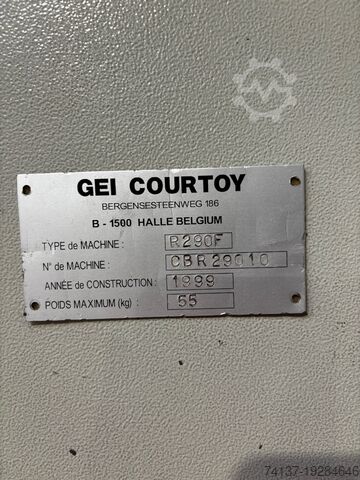 GEI COURTOY
BERGENSESTEENWEG 186
B - 1500 HALLE BELGIUM
TYPE de MACHINE : R290F
N° de MACHINE : CBR29010
ANNÉE de CONSTRUCTION : 1999
POIDS MAXIMUM (kg) : 55
74137-19284646